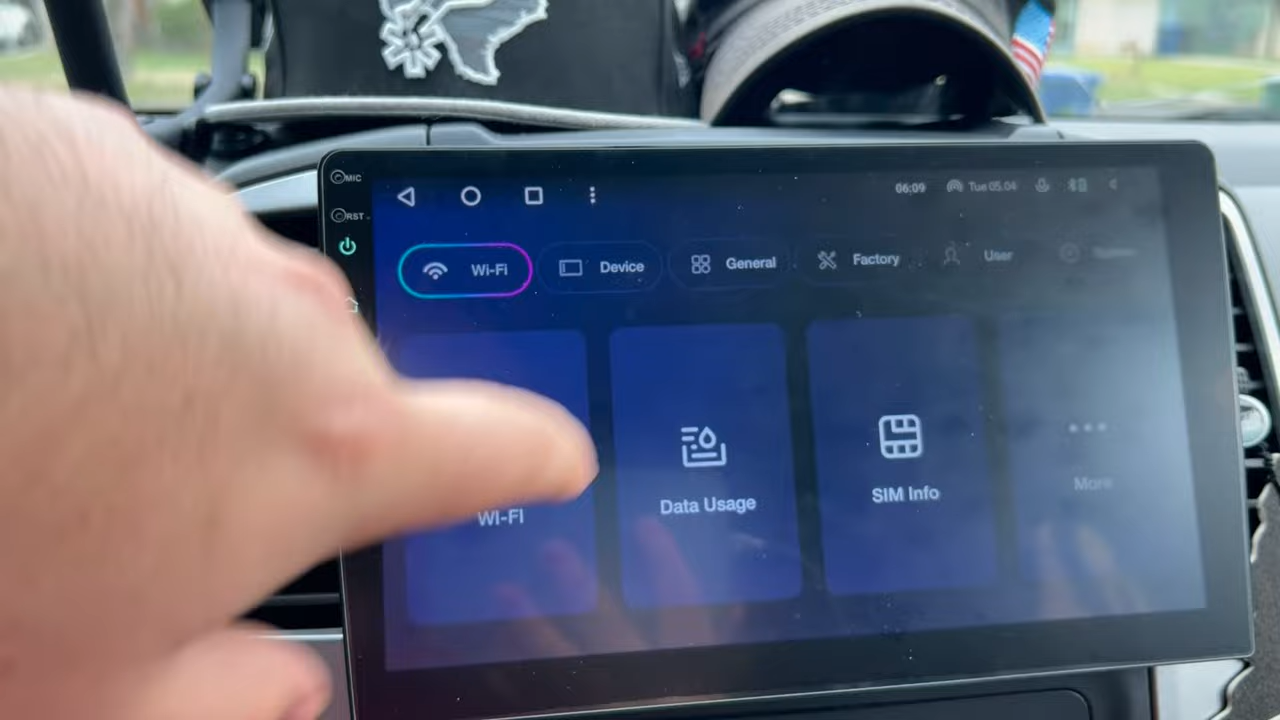 MIC
RST
06:09 Tue 05.04
Wi-Fi Device General Factory User
WI-FI Data Usage SIM Info More